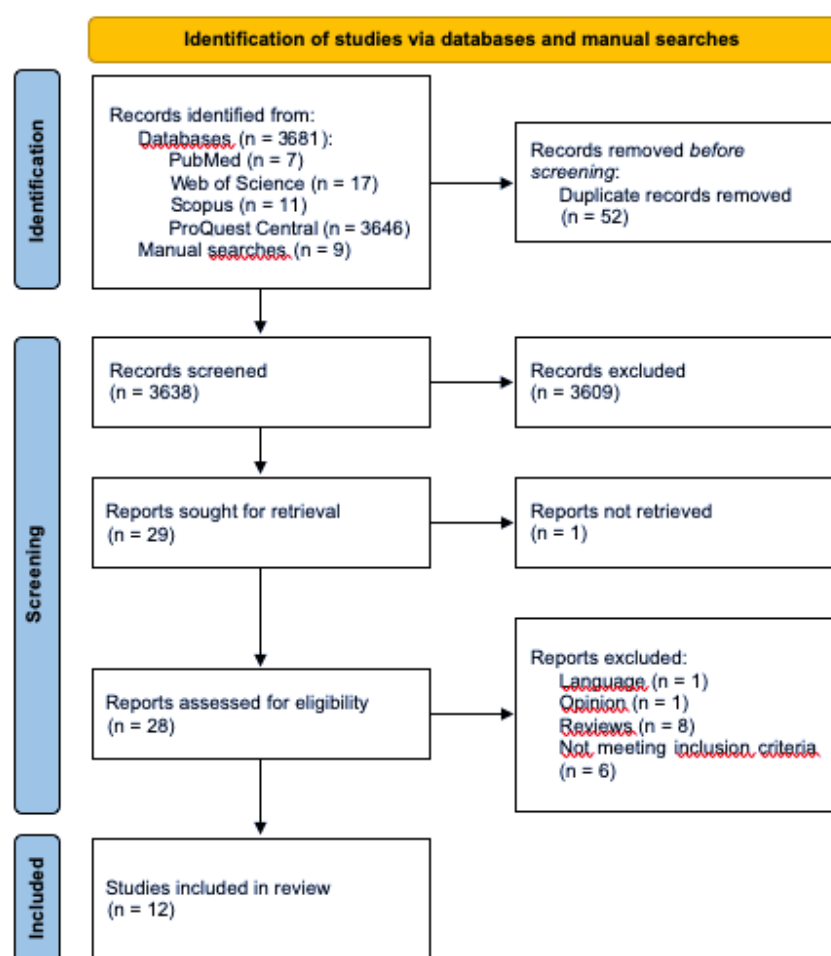 Identification of studies via databases and manual searches
Identification
Records identified from:
Databases (n = 3681):
PubMed (n = 7)
Web of Science (n = 17)
Scopus (n = 11)
ProQuest Central (n = 3646)
Manual searches (n = 9)
Records removed before
screening:
Duplicate records removed
(n = 52)
Screening
Records screened
(n = 3638)
Records excluded
(n = 3609)
Reports sought for retrieval
(n = 29)
Reports not retrieved
(n = 1)
Reports assessed for eligibility
(n = 28)
Reports excluded:
Language (n = 1)
Opinion (n = 1)
Reviews (n = 8)
Not meeting inclusion criteria
(n = 6)
Included
Studies included in review
(n = 12)